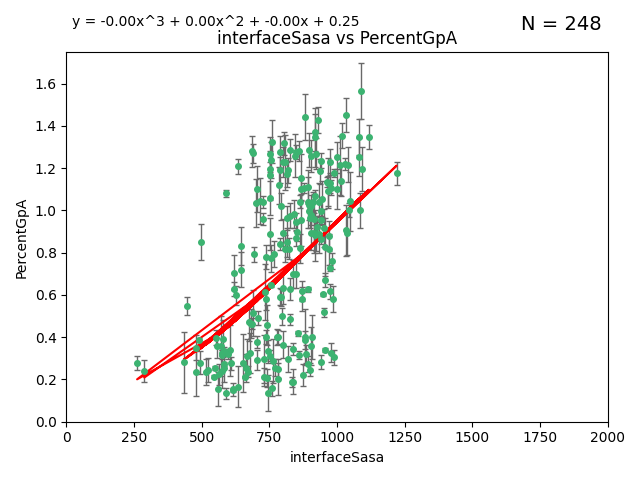 y = -0.00x^3 + 0.00x^2 + -0.00x + 0.25
N = 248
interfaceSasa vs PercentGpA
1.6
1.4
1.2
1.0
0.8
0.6
0.4
0.2
0.0
PercentGpA
0 250 500 750 1000 1250 1500 1750 2000
interfaceSasa